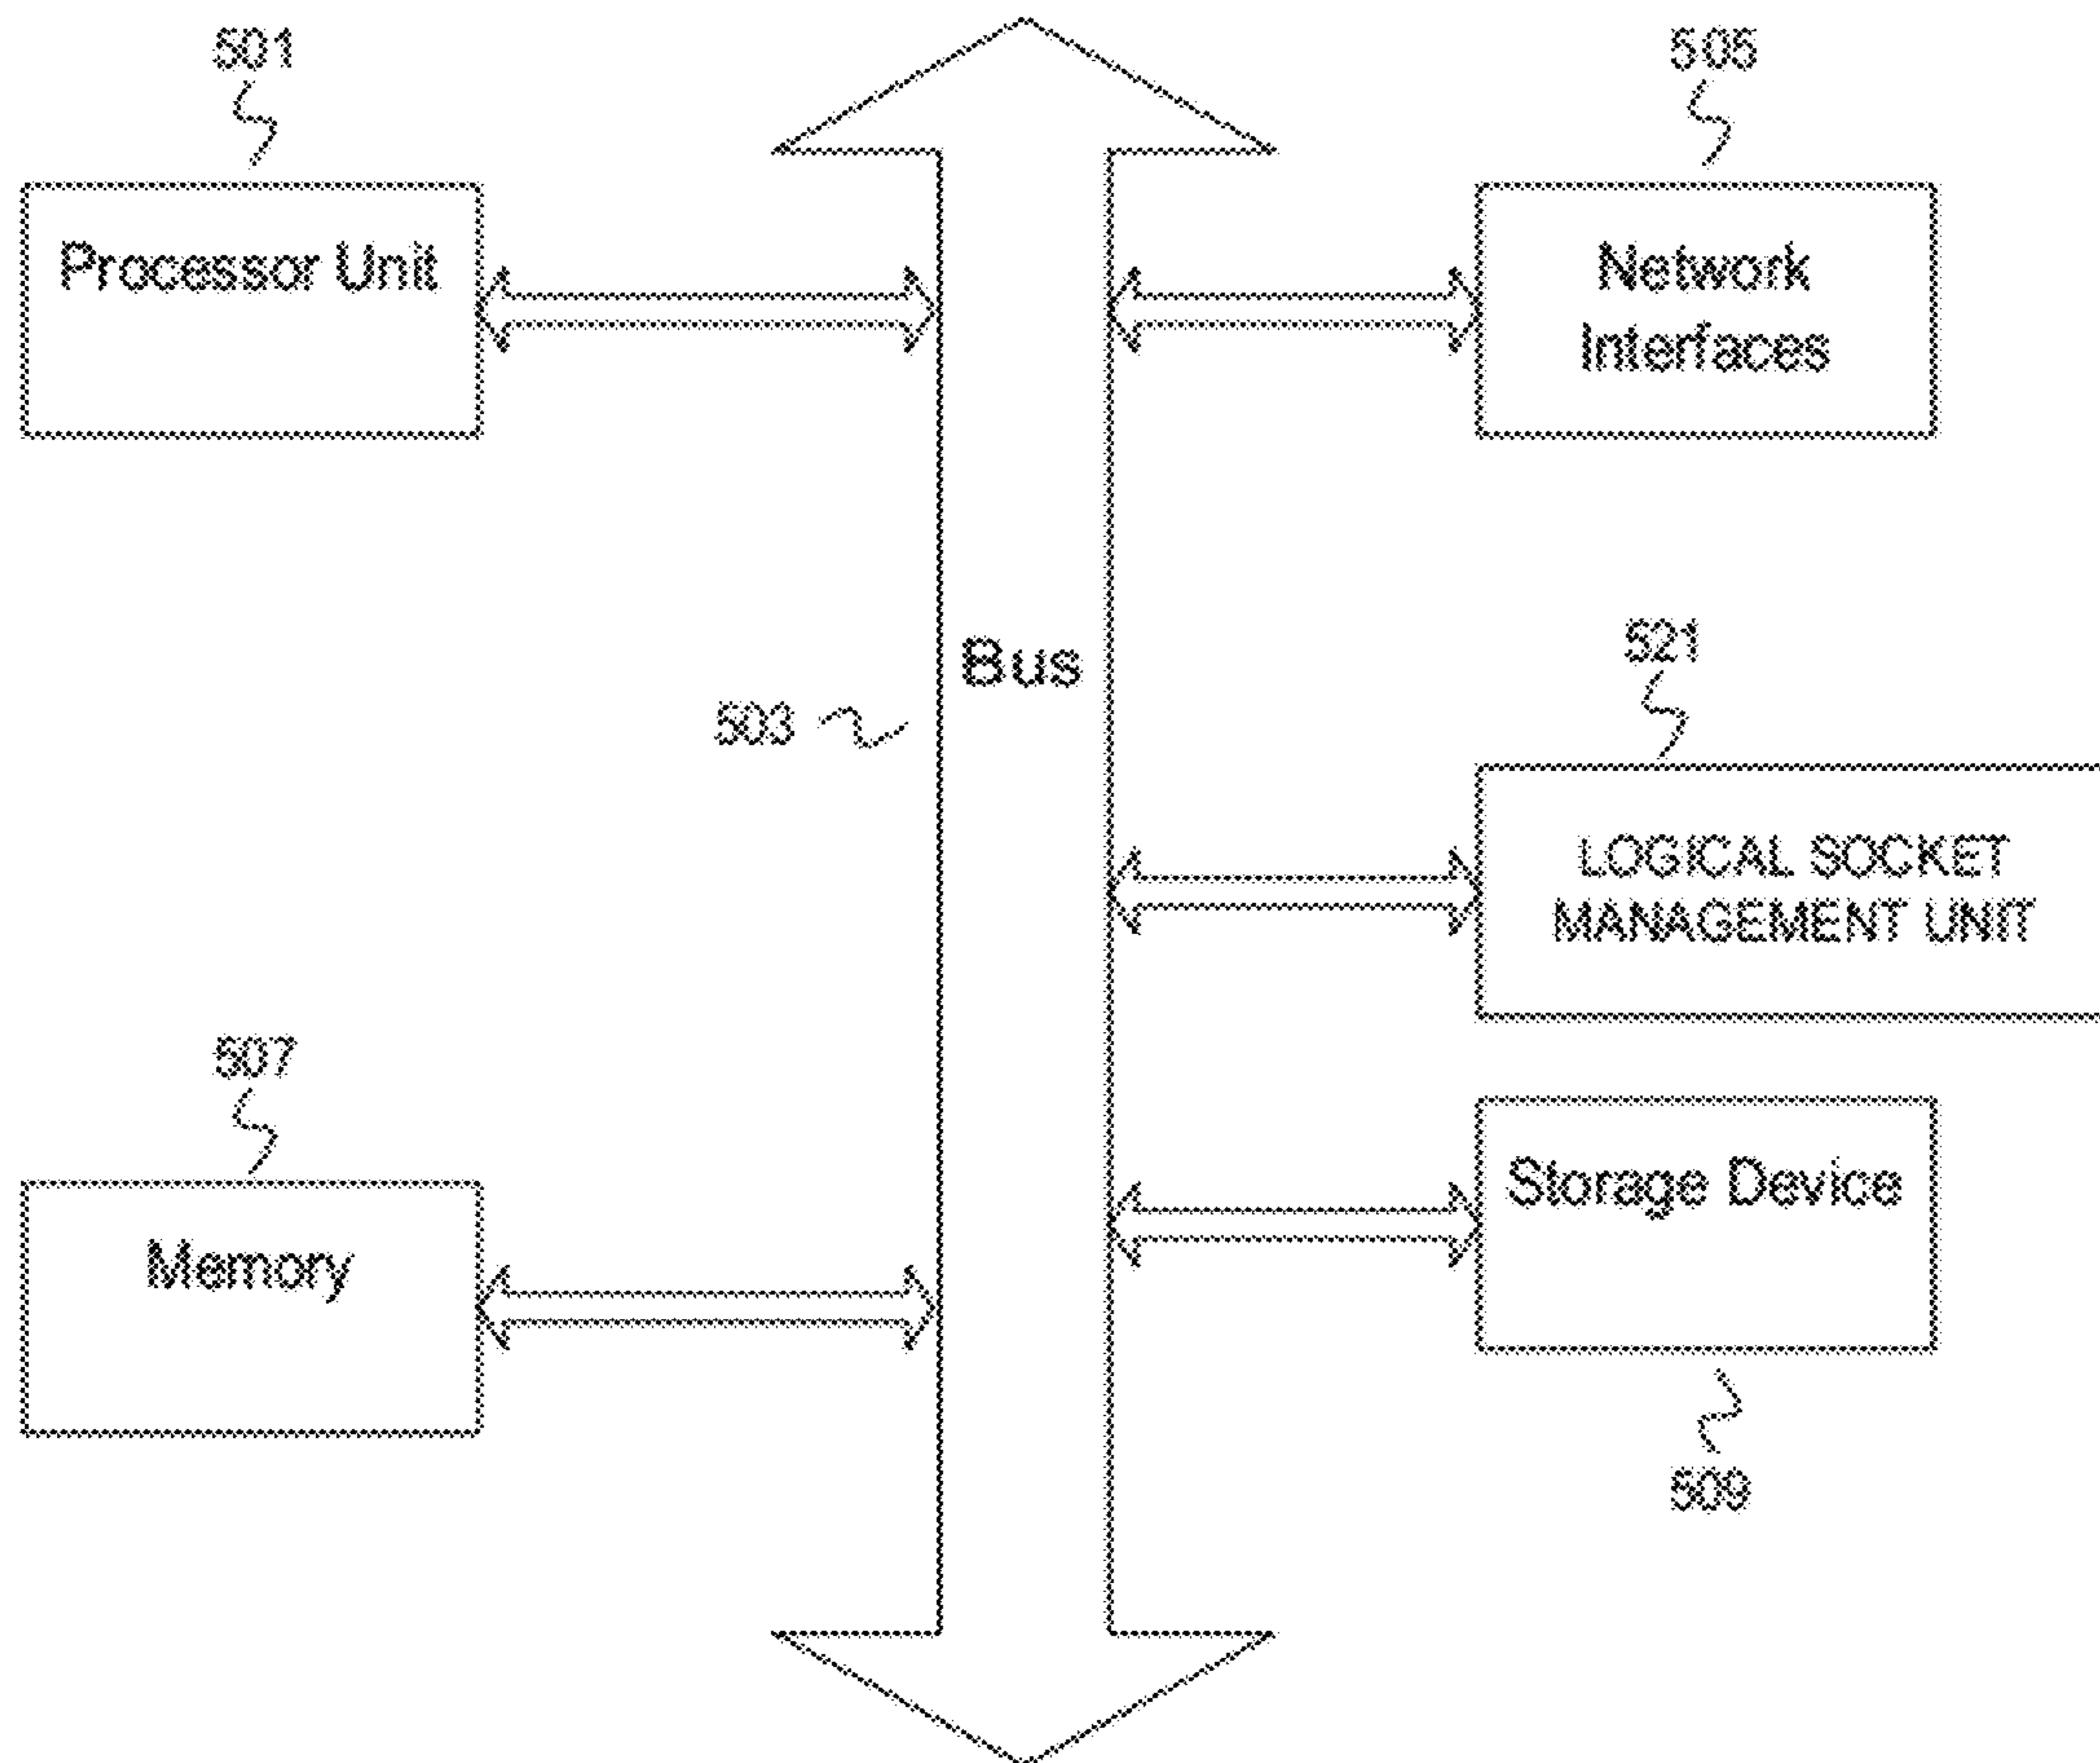 501
505
Processor Unit
Network
Interfaces
521
Bus
503
LOGICAL SOCKET
MANAGEMENT UNIT
507
Storage Device
Memory
509